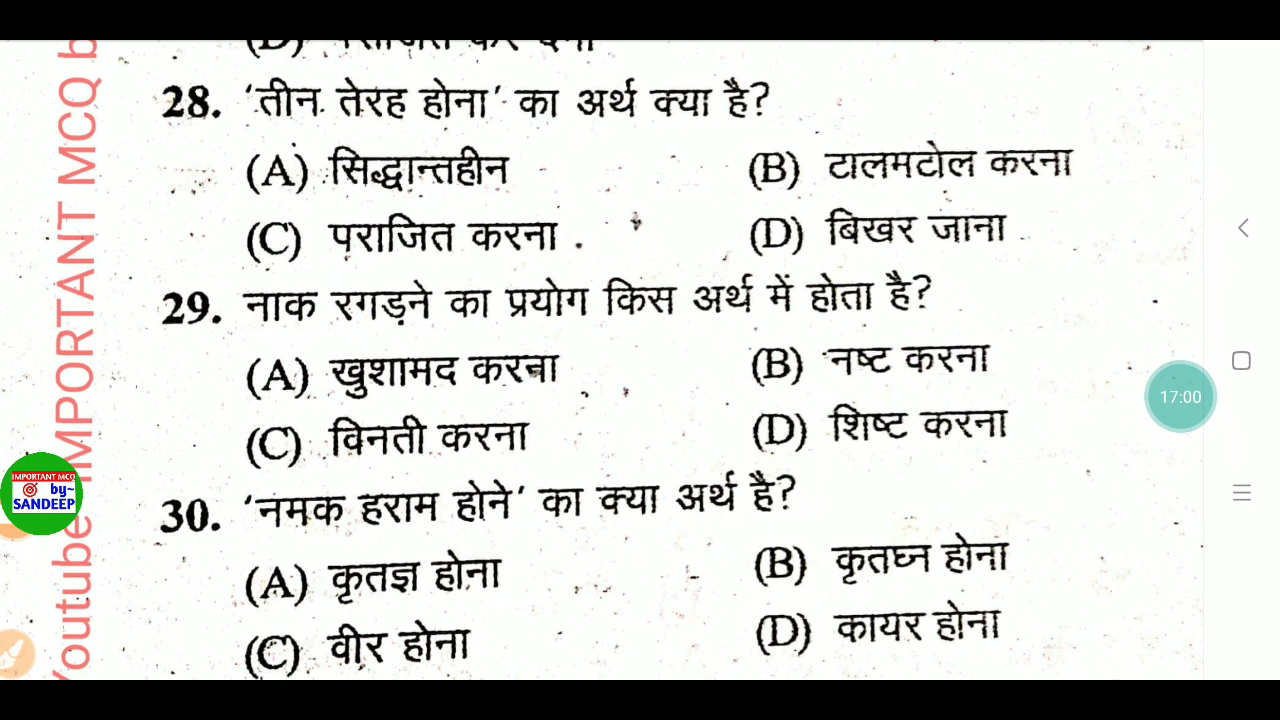 28. 'तीन तेरह होना' का अर्थ क्या है?
(A) सिद्धान्तहीन (B) टालमटोल करना
(C) पराजित करना (D) बिखर जाना
29. नाक रगड़ने का प्रयोग किस अर्थ में होता है?
(A) खुशामद करना (B) नष्ट करना
(C) विनती करना (D) शिष्ट करना
30. 'नमक हराम होने' का क्या अर्थ है?
(A) कृतज्ञ होना (B) कृतघ्न होना
(C) वीर होना (D) कायर होना
Youtube IMPORTANT MCQ b
IMPORTANT MCQ
by~
SANDEEP
17:00